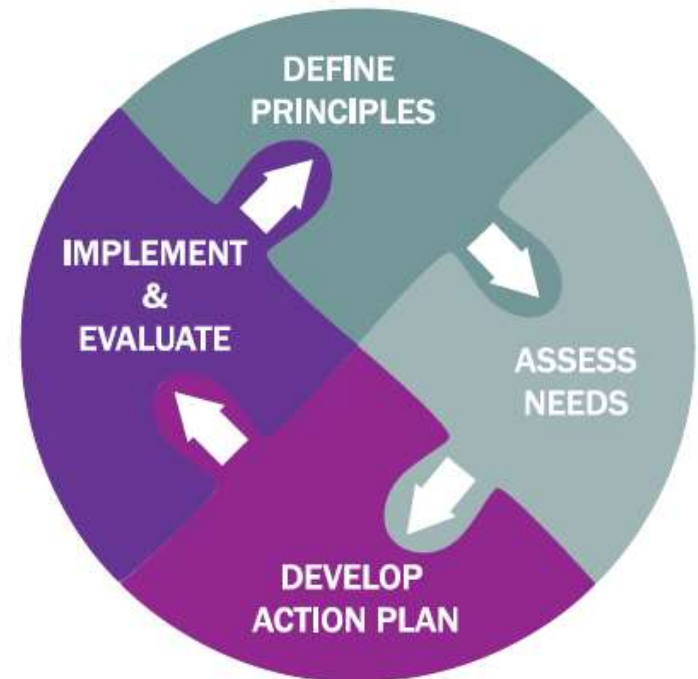 DEFINE
PRINCIPLES
ASSESS
NEEDS
DEVELOP
ACTION PLAN
IMPLEMENT
&
EVALUATE